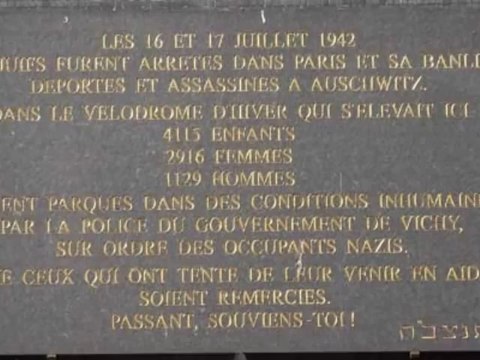 LES 16 ET 17 JUILLET 1942
JUIFS FURENT ARRETES DANS PARIS ET SA BANLI
DEPORTES ET ASSASSINES A AUSCHWITZ.
DANS LE VELODROME D'HIVER QUI S'ELEVAIT ICI
4115 ENFANTS
2916 FEMMES
1129 HOMMES
ENT PARQUES DANS DES CONDITIONS INHUMAINE
PAR LA POLICE DU GOUVERNEMENT DE VICHY,
SUR ORDRE DES OCCUPANTS NAZIS.
E CEUX QUI ONT TENTE DE LEUR VENIR EN AID
SOIENT REMERCIES.
PASSANT, SOUVIENS-TOI!
תנצב"ה